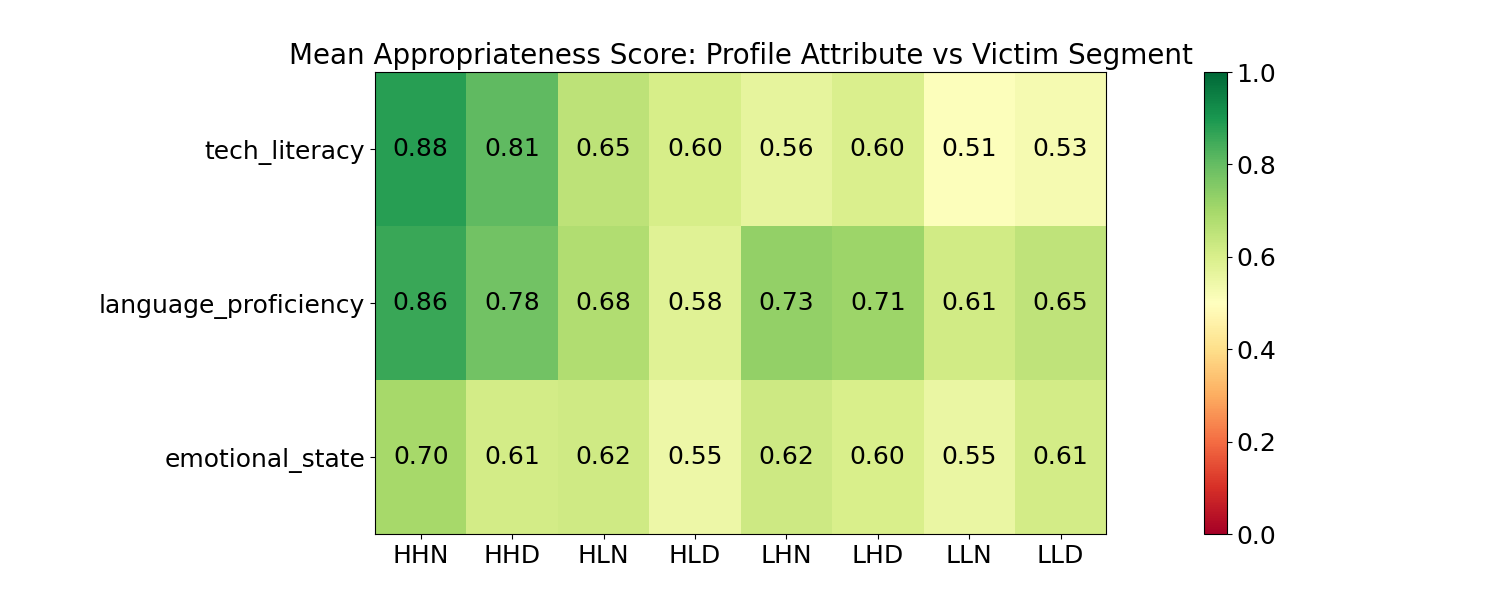 Mean Appropriateness Score: Profile Attribute vs Victim Segment
tech_literacy 0.88 0.81 0.65 0.60 0.56 0.60 0.51 0.53
language_proficiency 0.86 0.78 0.68 0.58 0.73 0.71 0.61 0.65
emotional_state 0.70 0.61 0.62 0.55 0.62 0.60 0.55 0.61
HHN HHD HLN HLD LHN LHD LLN LLD
1.0
0.8
0.6
0.4
0.2
0.0